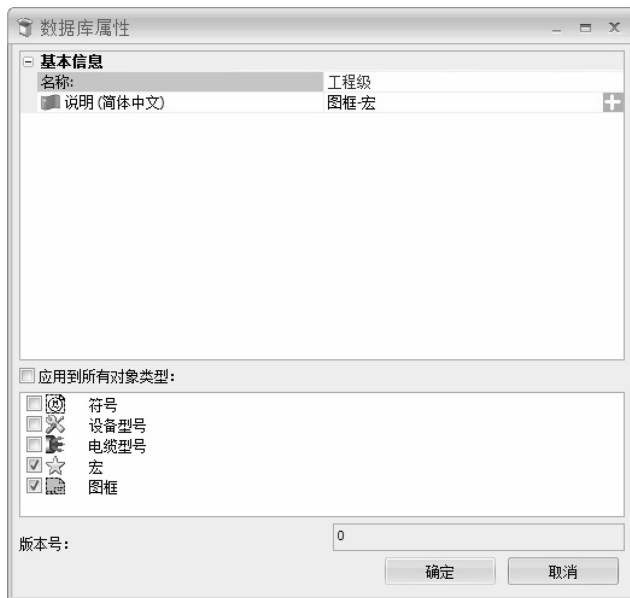 数据库属性
基本信息
名称: 工程级
说明(简体中文) 图框-宏
应用到所有对象类型:
符号
设备型号
电缆型号
宏
图框
版本号: 0
确定 取消